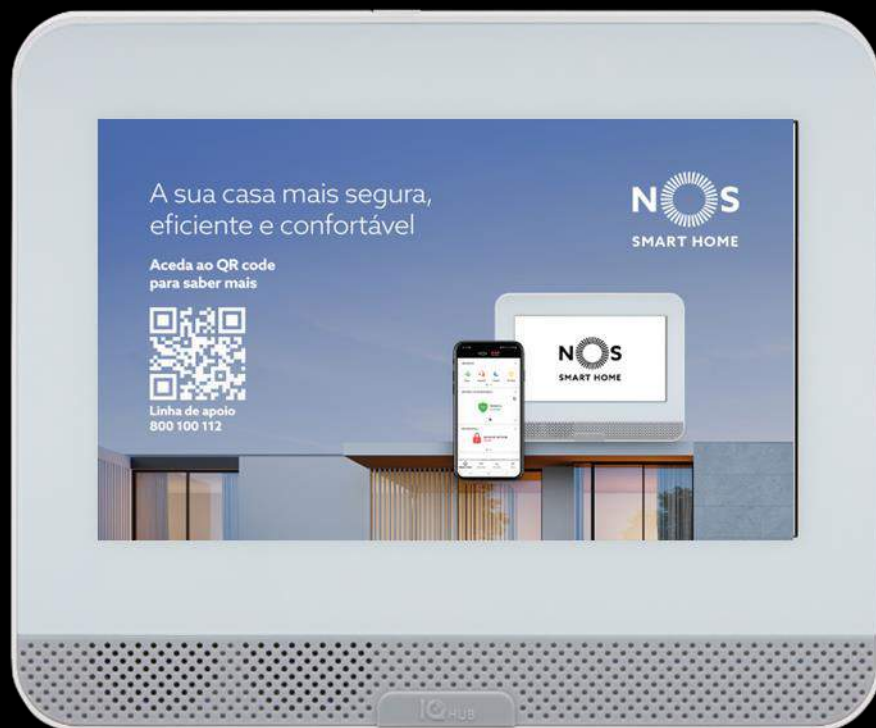 A sua casa mais segura,
eficiente e confortável
NOS
SMART HOME
Aceda ao QR code
para saber mais
Linha de apoio
800 100 112
NOS
SMART HOME
IQ HUB